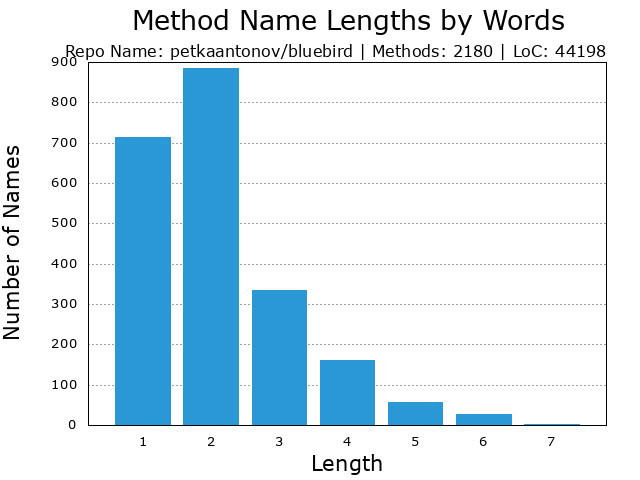 Method Name Lengths by Words
Repo Name: petkaantonov/bluebird | Methods: 2180 | LoC: 44198
Number of Names
900
800
700
600
500
400
300
200
100
0
1 2 3 4 5 6 7
Length